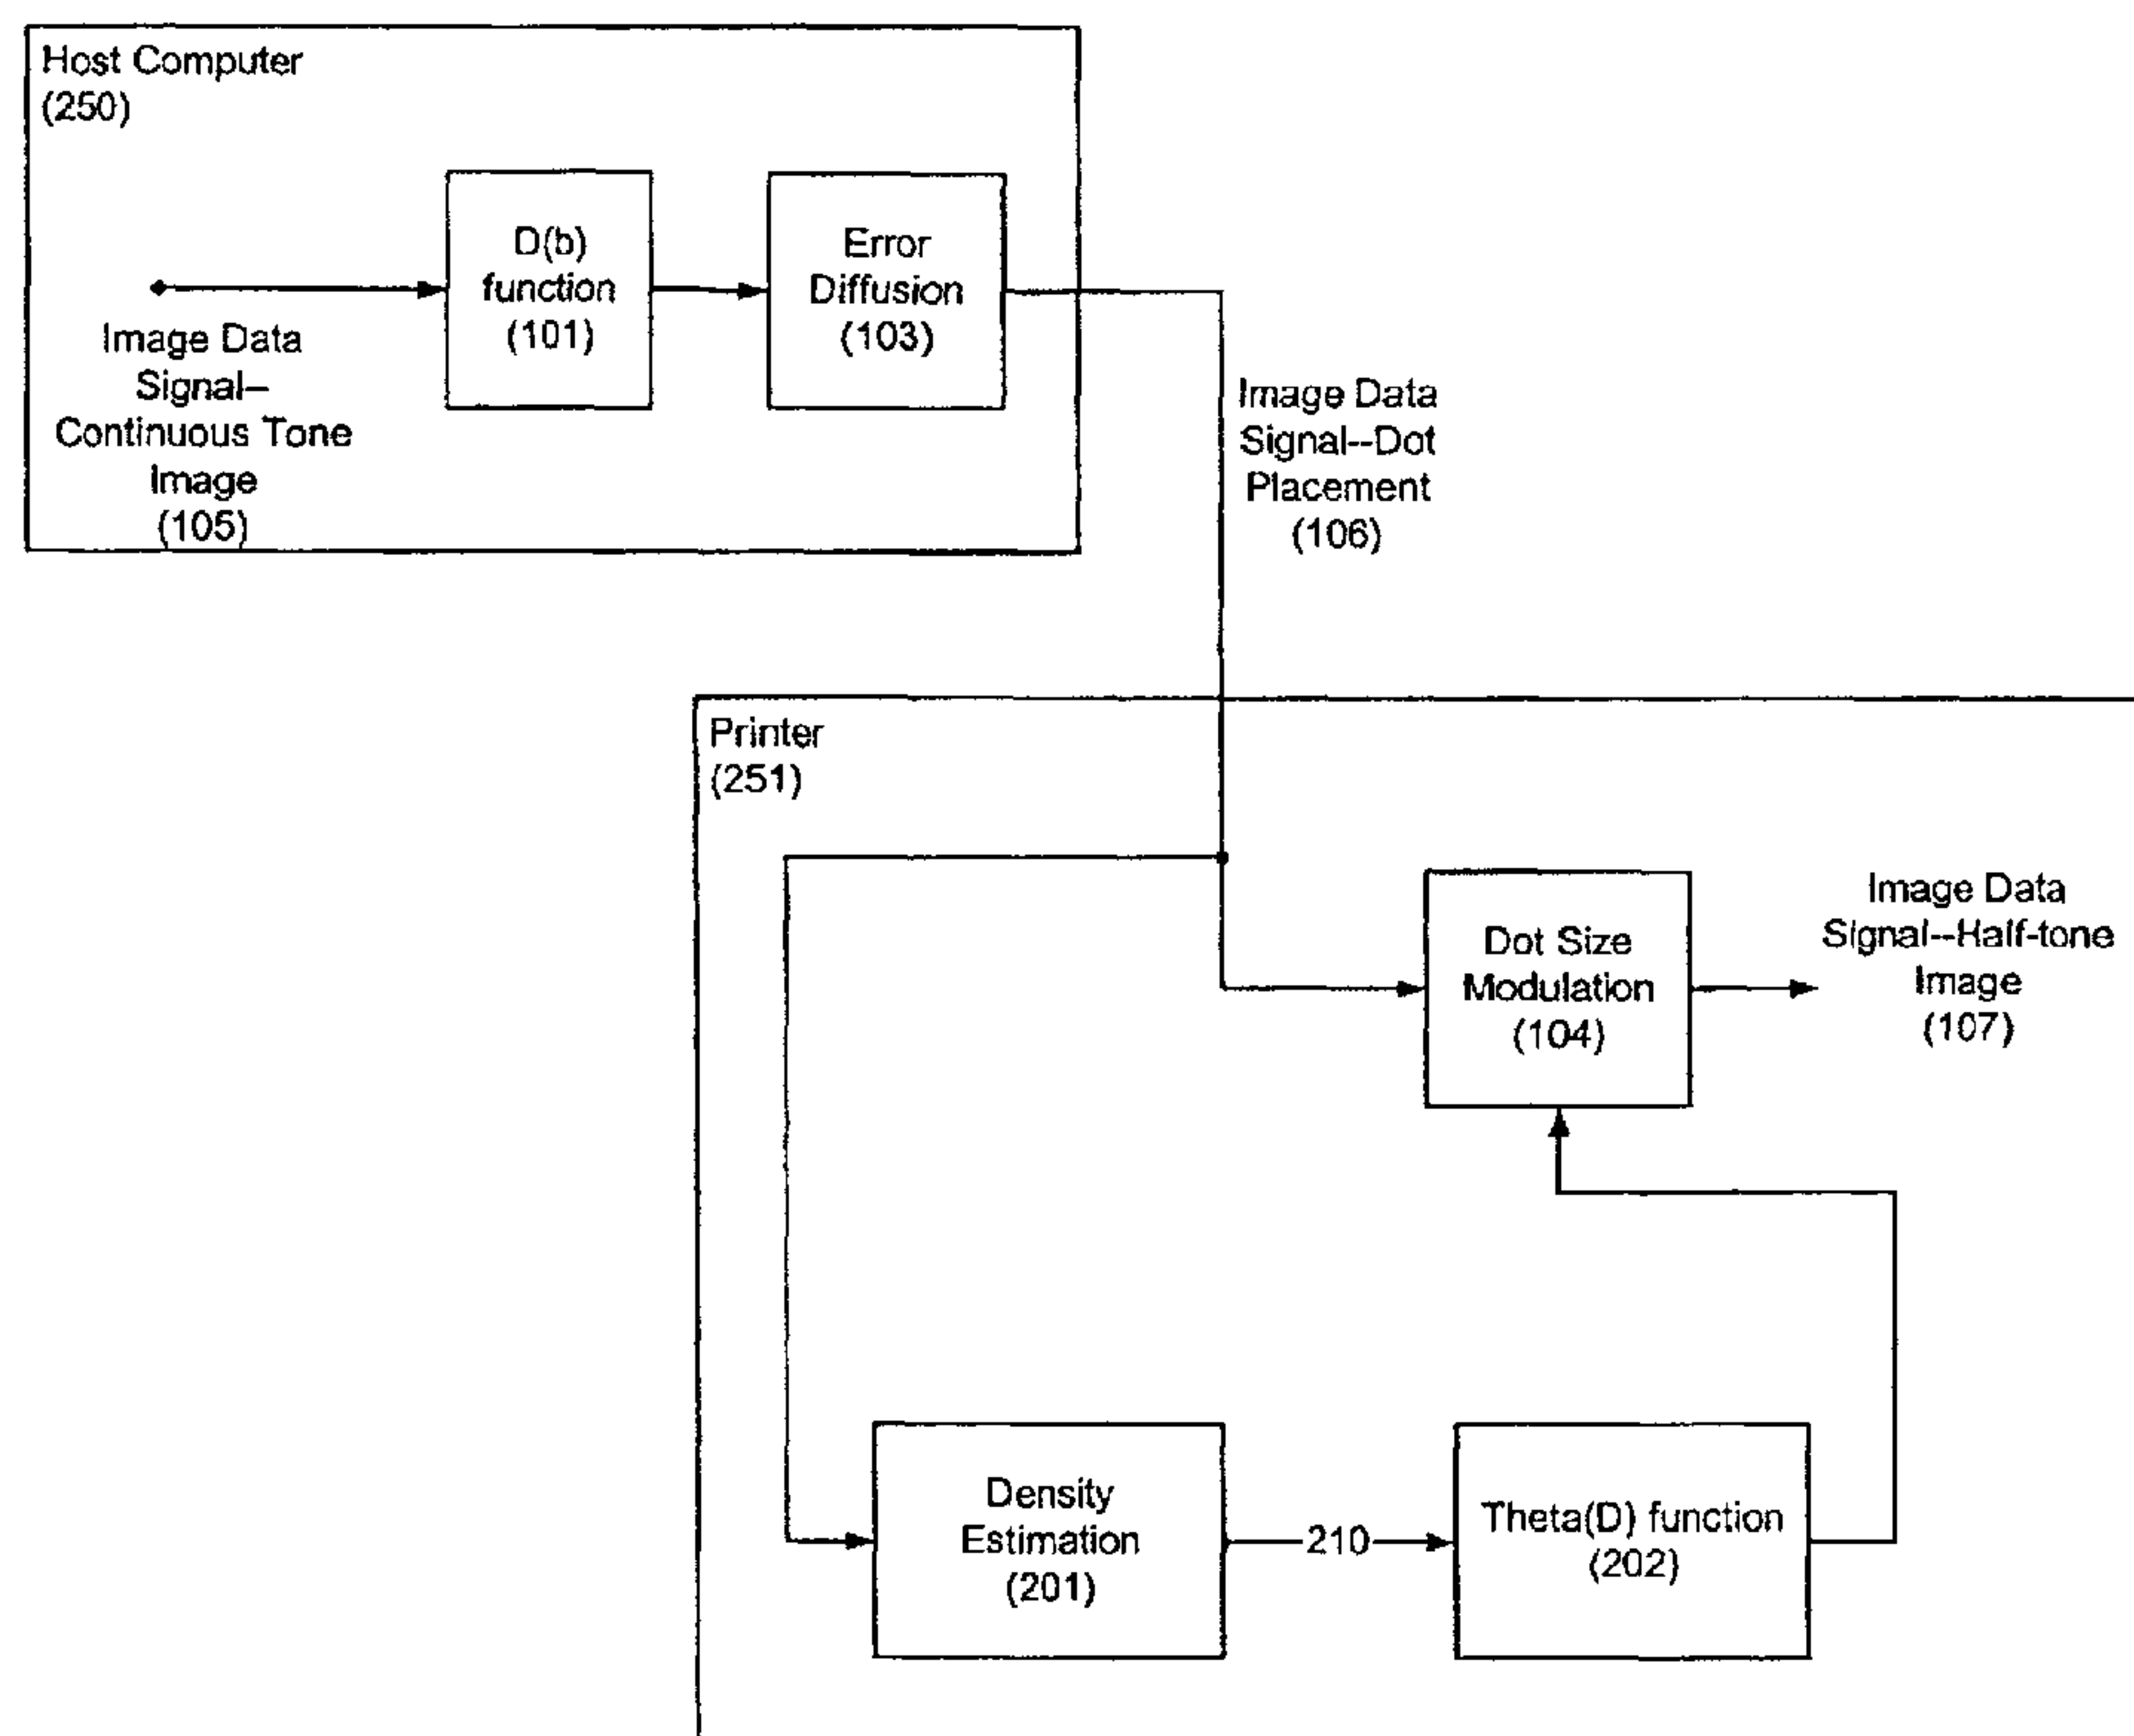 Host Computer
(250)
D(b)
function
(101)
Error
Diffusion
(103)
Image Data
Signal–
Continuous Tone
Image
(105)
Image Data
Signal--Dot
Placement
(106)
Printer
(251)
Dot Size
Modulation
(104)
Image Data
Signal--Half-tone
Image
(107)
Density
Estimation
(201)
210
Theta(D) function
(202)